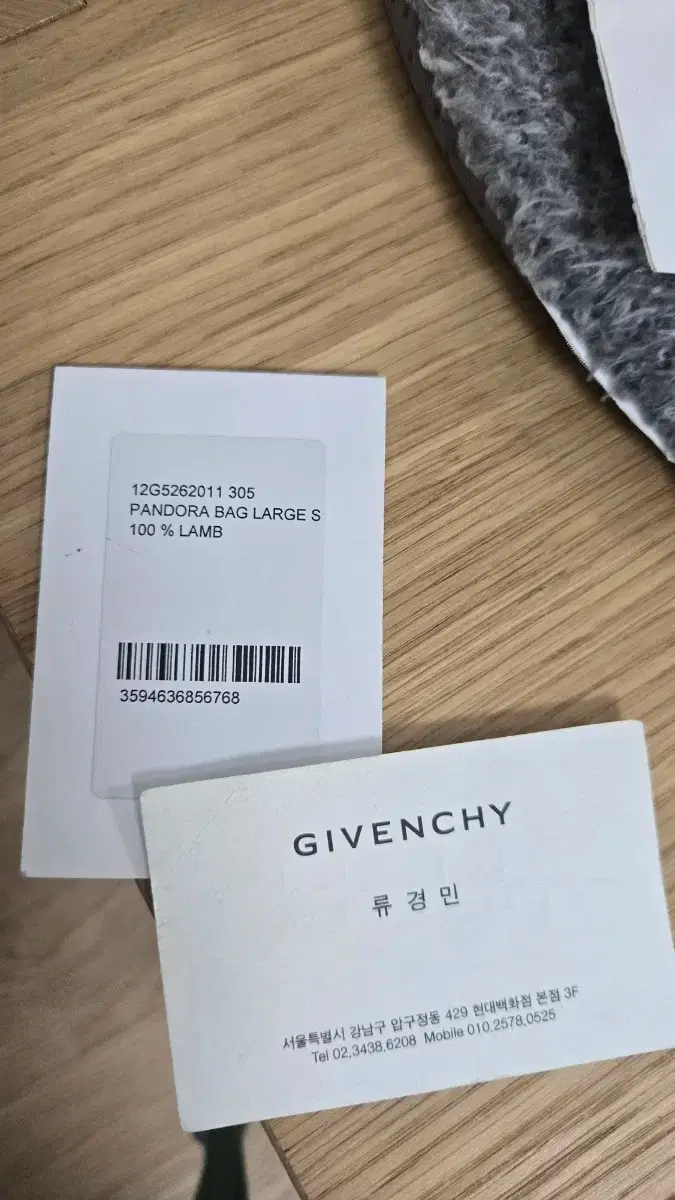 12G5262011 305
PANDORA BAG LARGE S
100 % LAMB
3594636856768
GIVENCHY
류 경 민
서울특별시 강남구 압구정동 429 현대백화점 본점 3F
Tel 02.3438.6208 Mobile 010.2578.0525